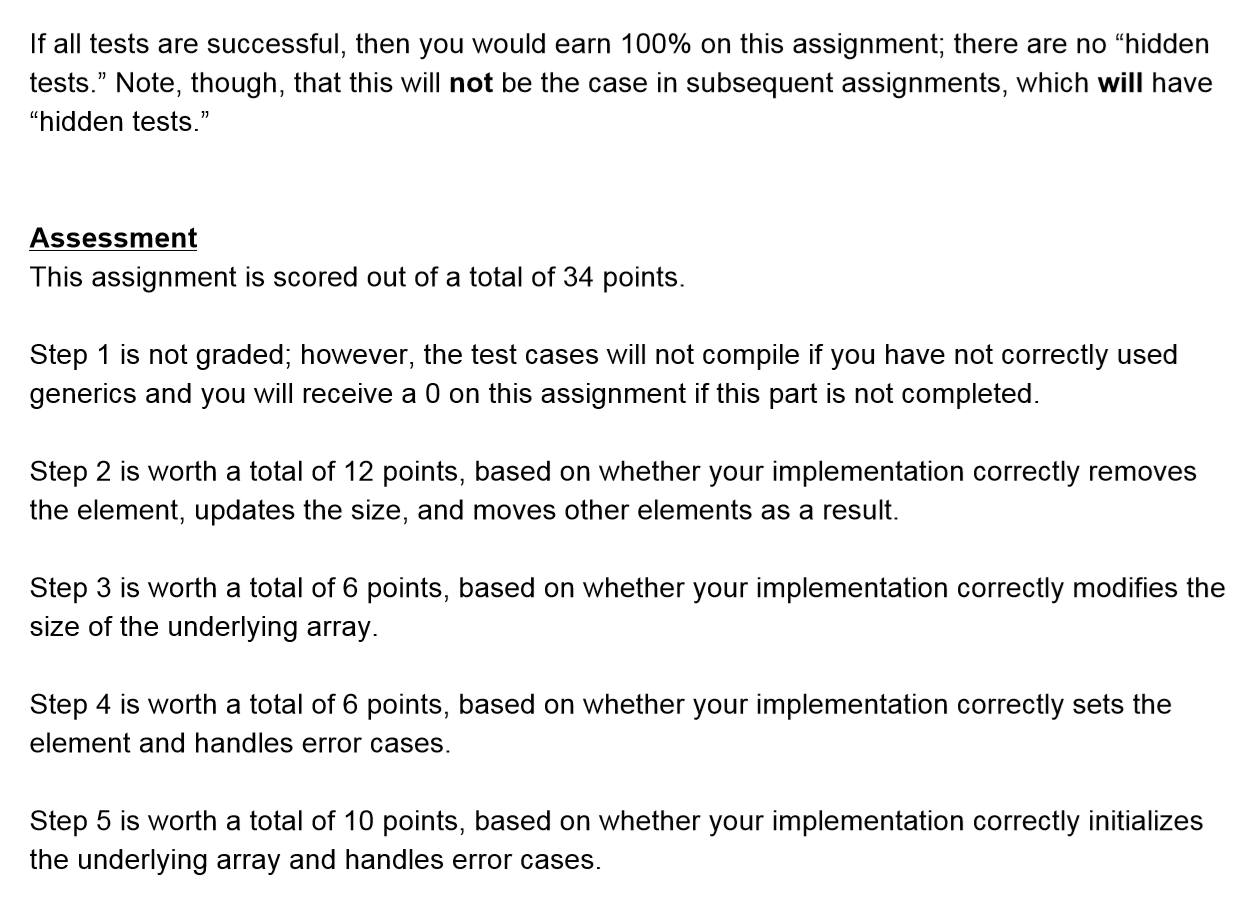 If all tests are successful, then you would earn 100% on this assignment; there are no “hidden
tests.” Note, though, that this will not be the case in subsequent assignments, which will have
“hidden tests.”
Assessment
This assignment is scored out of a total of 34 points.
Step 1 is not graded; however, the test cases will not compile if you have not correctly used
generics and you will receive a 0 on this assignment if this part is not completed.
Step 2 is worth a total of 12 points, based on whether your implementation correctly removes
the element, updates the size, and moves other elements as a result.
Step 3 is worth a total of 6 points, based on whether your implementation correctly modifies the
size of the underlying array.
Step 4 is worth a total of 6 points, based on whether your implementation correctly sets the
element and handles error cases.
Step 5 is worth a total of 10 points, based on whether your implementation correctly initializes
the underlying array and handles error cases.